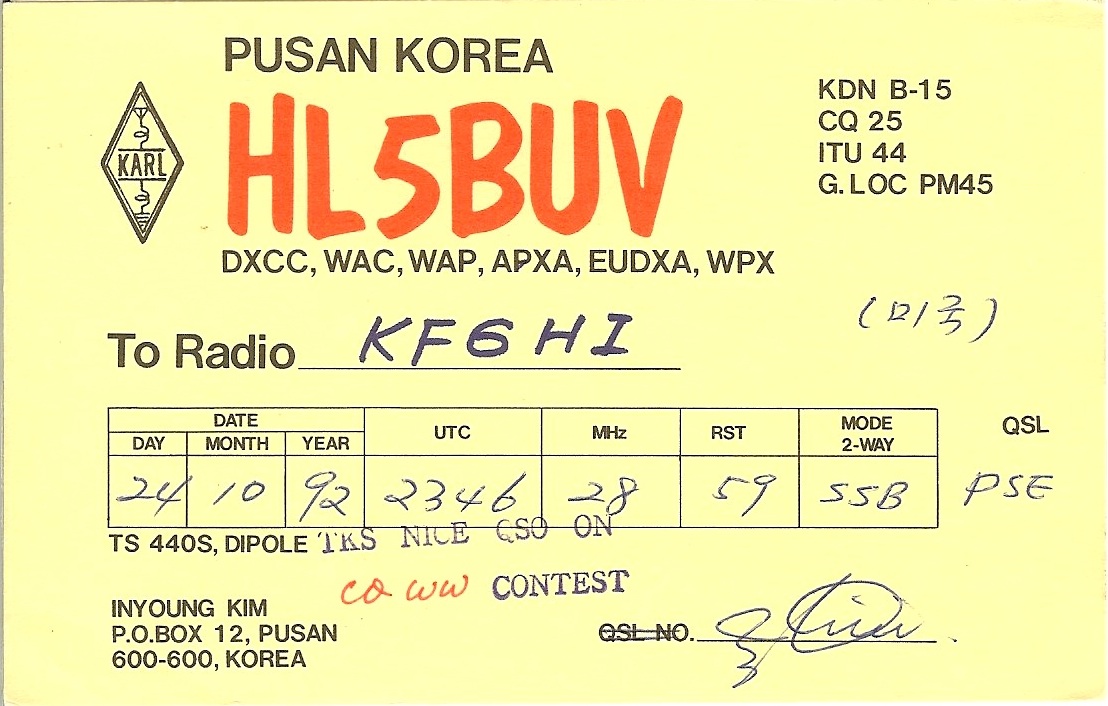 PUSAN KOREA
KARL
HL5BUV
KDN B-15
CQ 25
ITU 44
G.LOC PM45
DXCC, WAC, WAP, APXA, EUDXA, WPX
(미국)
To Radio KF6HI
DATE UTC MHz RST MODE 2-WAY QSL
DAY MONTH YEAR
24 10 92 2346 28 59 SSB PSE
TS 440S, DIPOLE TKS NICE QSO ON
CQ WW CONTEST
INYOUNG KIM
P.O.BOX 12, PUSAN
600-600, KOREA
QSL NO.